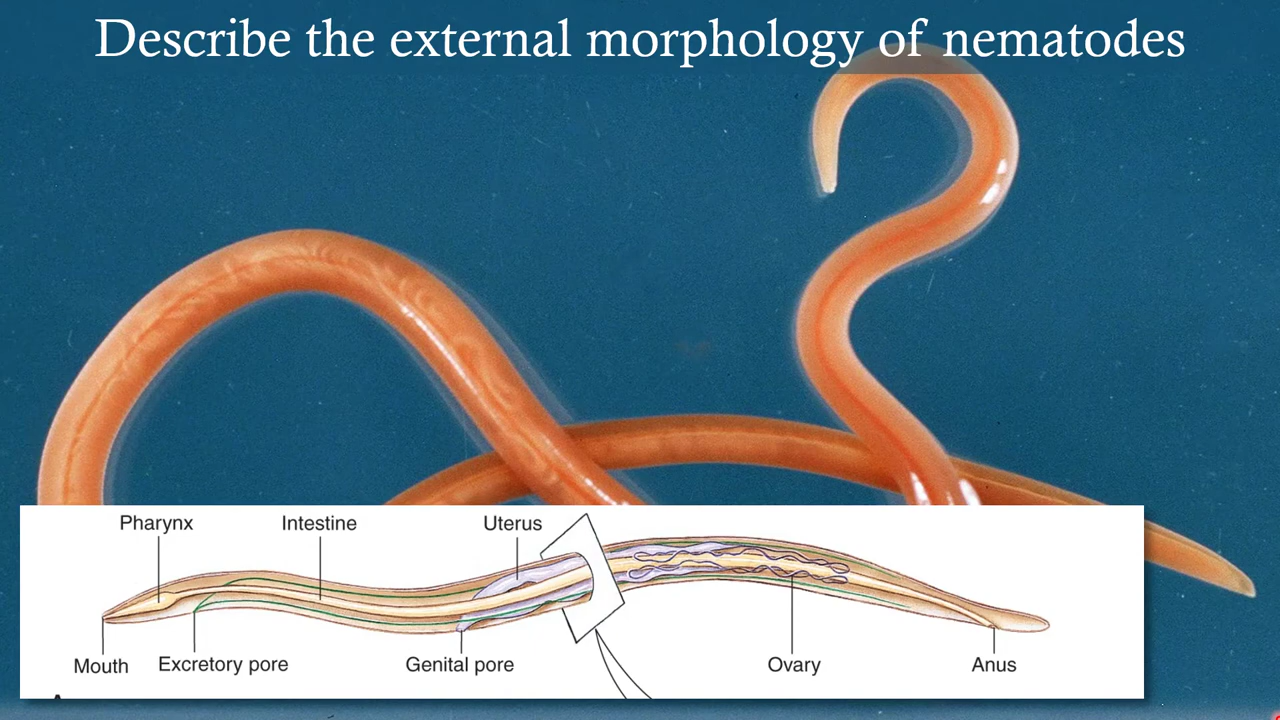 Describe the external morphology of nematodes
Pharynx Intestine Uterus
Mouth Excretory pore Genital pore Ovary Anus